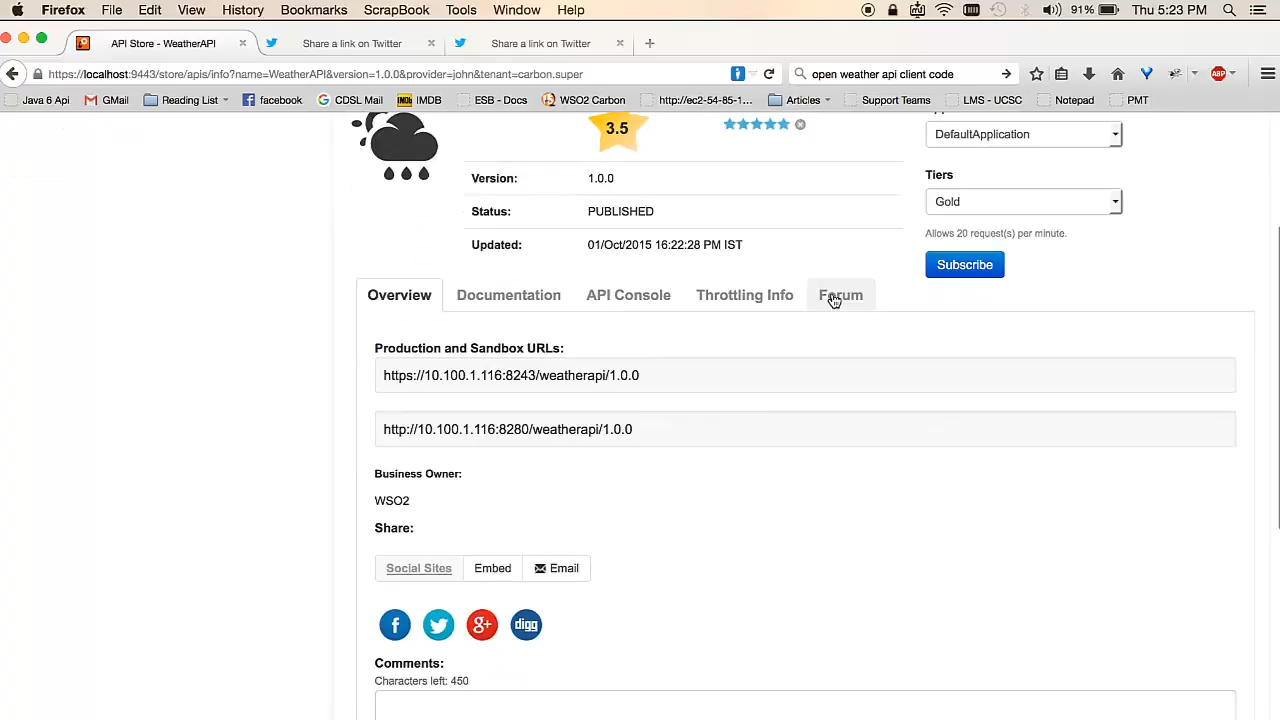 Firefox File Edit View History Bookmarks ScrapBook Tools Window Help 91% Thu 5:23 PM
API Store - WeatherAPI Share a link on Twitter Share a link on Twitter
https://localhost:9443/store/apis/info?name=WeatherAPI&version=1.0.0&provider=john&tenant=carbon.super open weather api client code ABP
Java 6 Api GMail Reading List facebook CDSL Mail IMDB IMDB ESB - Docs WSO2 Carbon http://ec2-54-85-1... Articles Support Teams LMS - UCSC Notepad PMT
3.5
DefaultApplication
Version: 1.0.0
Tiers
Status: PUBLISHED
Gold
Allows 20 request(s) per minute.
Updated: 01/Oct/2015 16:22:28 PM IST
Subscribe
Overview Documentation API Console Throttling Info Forum
Production and Sandbox URLs:
https://10.100.1.116:8243/weatherapi/1.0.0
http://10.100.1.116:8280/weatherapi/1.0.0
Business Owner:
WSO2
Share:
Social Sites Embed Email
f g+ digg
Comments:
Characters left: 450